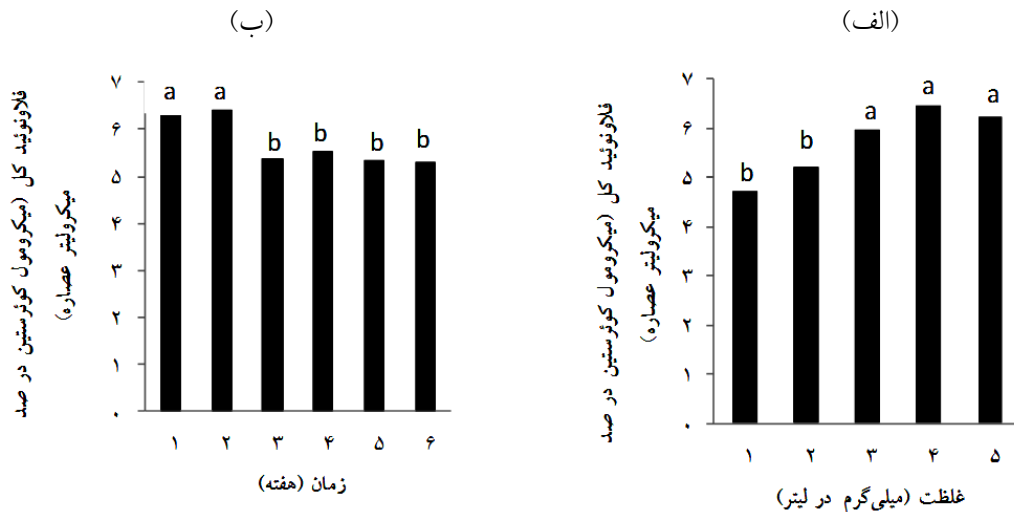 (الف)
فلاونوئید کل (میکرومول کوئرستین در صد
میکرولیتر عصاره)
۷
۶
۵
۴
۳
۲
۱
۰
b
b
a
a
a
۱ ۲ ۳ ۴ ۵
غلظت (میلی‌گرم در لیتر)
(ب)
فلاونوئید کل (میکرومول کوئرستین در صد
میکرولیتر عصاره)
۷
۶
۵
۴
۳
۲
۱
۰
a
a
b
b
b
b
۱ ۲ ۳ ۴ ۵ ۶
زمان (هفته)